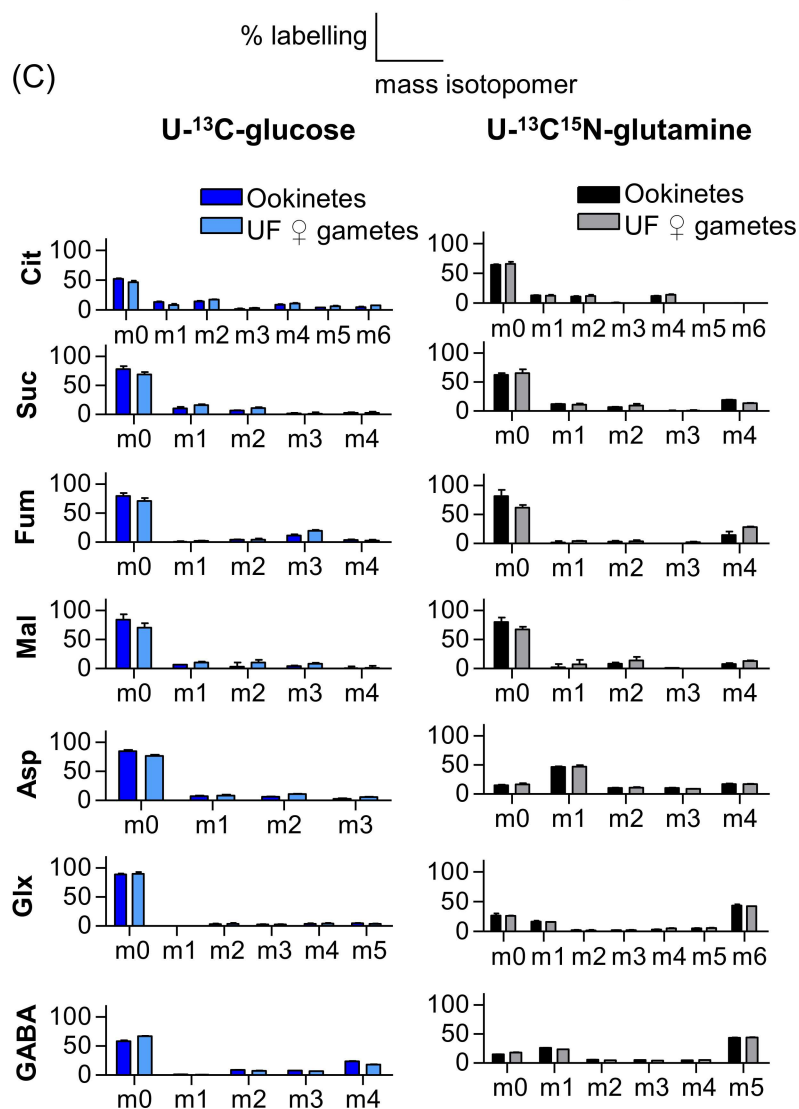 % labelling
mass isotopomer
(C)
U-¹³C-glucose
U-¹³C¹⁵N-glutamine
Ookinetes
UF ♀ gametes
Ookinetes
UF ♀ gametes
Cit
100
50
0
m0 m1 m2 m3 m4 m5 m6
100
50
0
m0 m1 m2 m3 m4 m5 m6
Suc
100
50
0
m0 m1 m2 m3 m4
100
50
0
m0 m1 m2 m3 m4
Fum
100
50
0
m0 m1 m2 m3 m4
100
50
0
m0 m1 m2 m3 m4
Mal
100
50
0
m0 m1 m2 m3 m4
100
50
0
m0 m1 m2 m3 m4
Asp
100
50
0
m0 m1 m2 m3
100
50
0
m0 m1 m2 m3 m4
Glx
100
50
0
m0 m1 m2 m3 m4 m5
100
50
0
m0 m1 m2 m3 m4 m5 m6
GABA
100
50
0
m0 m1 m2 m3 m4
100
50
0
m0 m1 m2 m3 m4 m5